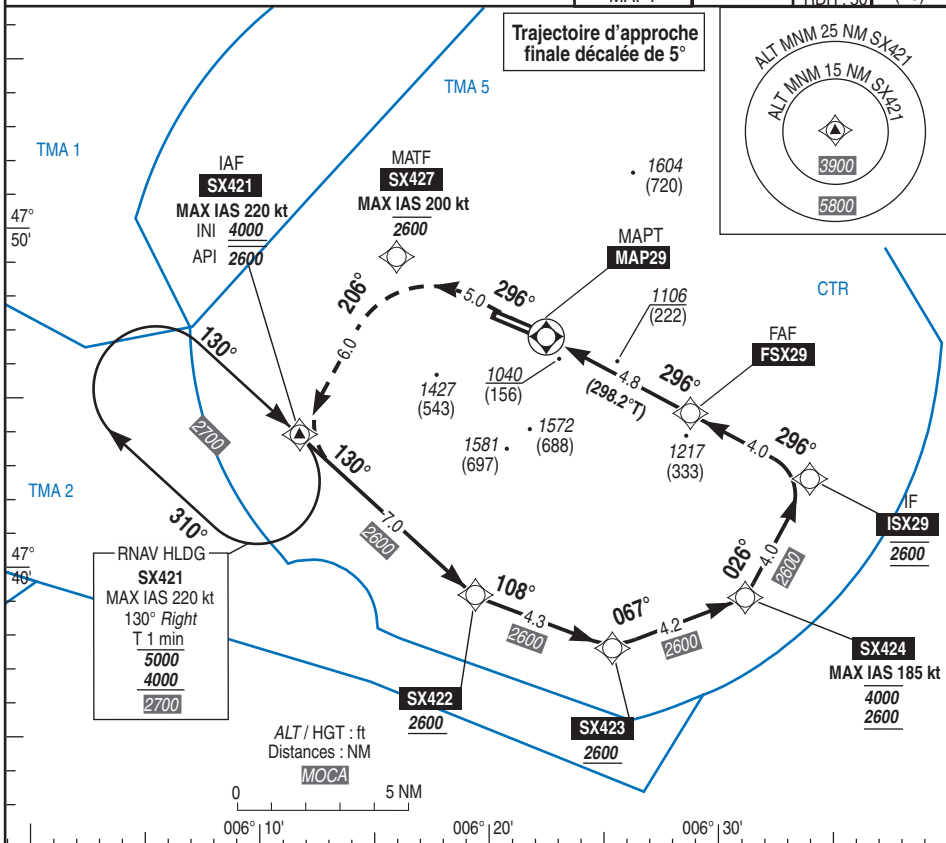 RDH : 50
Trajectoire d'approche
finale décalée de 5°
ALT MNM 25 NM SX421
ALT MNM 15 NM SX421
3900
5800
TMA 5
TMA 1
IAF
SX421
MAX IAS 220 kt
INI 4000
API 2600
MATF
SX427
MAX IAS 200 kt
2600
1604
(720)
47°
50'
MAPT
MAP29
CTR
206°
5.0
296°
1106
(222)
FAF
FSX29
130°
6.0
1427
(543)
1040
(156)
4.8
(298.2°T)
296°
2700
1572
(688)
1581
(697)
1217
(333)
4.0
296°
130°
TMA 2
310°
7.0
2600
IF
ISX29
2600
RNAV HLDG
SX421
MAX IAS 220 kt
130° Right
T 1 min
5000
4000
2700
47°
40'
108°
4.3
2600
067°
4.2
2600
026°
4.0
2600
SX424
MAX IAS 185 kt
4000
2600
SX422
2600
SX423
2600
ALT / HGT : ft
Distances : NM
MOCA
0 5 NM
006° 10' 006° 20' 006° 30'